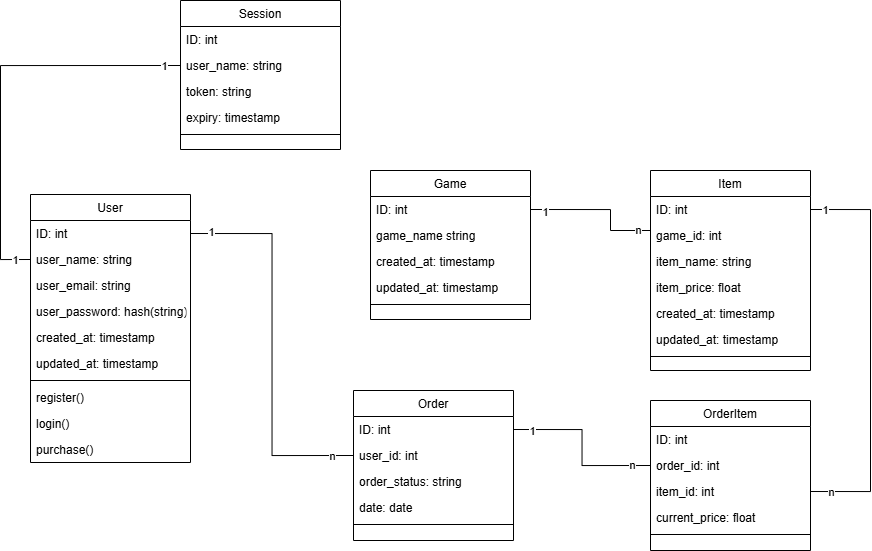 Session
ID: int
user_name: string
token: string
expiry: timestamp
1
1
User
ID: int
user_name: string
user_email: string
user_password: hash(string)
created_at: timestamp
updated_at: timestamp
register()
login()
purchase()
1
n
Game
ID: int
game_name string
created_at: timestamp
updated_at: timestamp
1
n
Item
ID: int
game_id: int
item_name: string
item_price: float
created_at: timestamp
updated_at: timestamp
1
n
Order
ID: int
user_id: int
order_status: string
date: date
1
n
OrderItem
ID: int
order_id: int
item_id: int
current_price: float